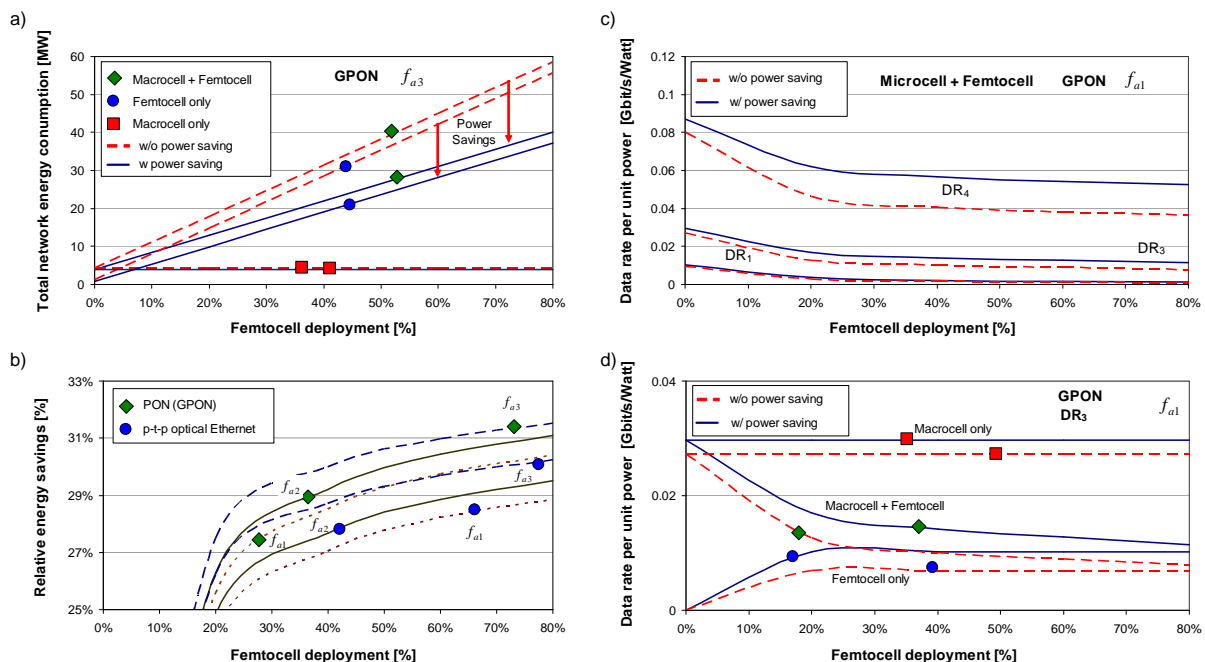 a)
Total network energy conumption [MW]
60
50
40
30
20
10
0
0% 10% 20% 30% 40% 50% 60% 70% 80%
Femtocell deployment [%]
Macrocell + Femtocell
Femtocell only
Macrocell only
w/o power saving
w power saving
GPON fa3
Power
Savings
b)
Relative energy savings [%]
33%
31%
29%
27%
25%
0% 10% 20% 30% 40% 50% 60% 70% 80%
Femtocell deployment [%]
PON (GPON)
p-t-p optical Ethernet
fa3
fa2
fa3
fa2
fa1
fa1
c)
Data rate per unit power [Gbit/s/Watt]
0.12
0.1
0.08
0.06
0.04
0.02
0
0% 10% 20% 30% 40% 50% 60% 70% 80%
Femtocell deployment [%]
w/o power saving
w/ power saving
Microcell + Femtocell GPON fa1
DR4
DR3
DR1
d)
Data rate per unit power [Gbit/s/Watt]
0.04
0.02
0
0% 10% 20% 30% 40% 50% 60% 70% 80%
Femtocell deployment [%]
w/o power saving
w/ power saving
GPON
DR3 fa1
Macrocell only
Macrocell + Femtocell
Femtocell only